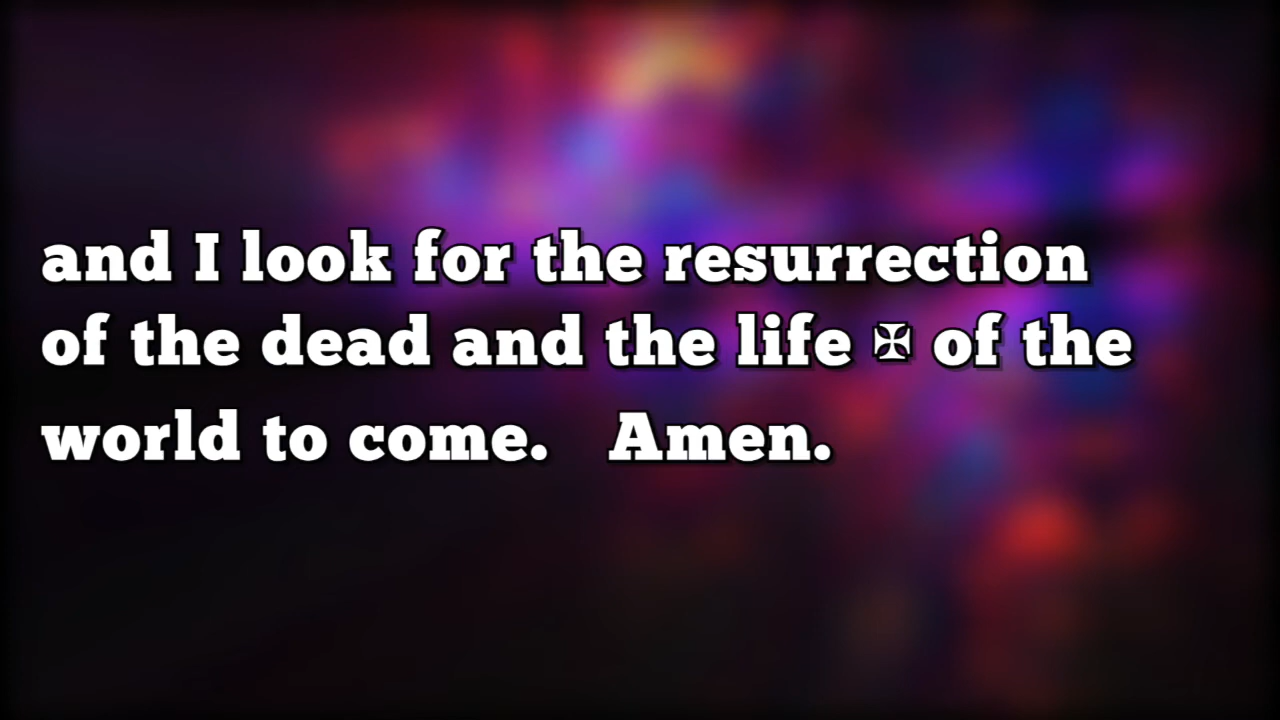 and I look for the resurrection
of the dead and the life ✠ of the
world to come.   Amen.